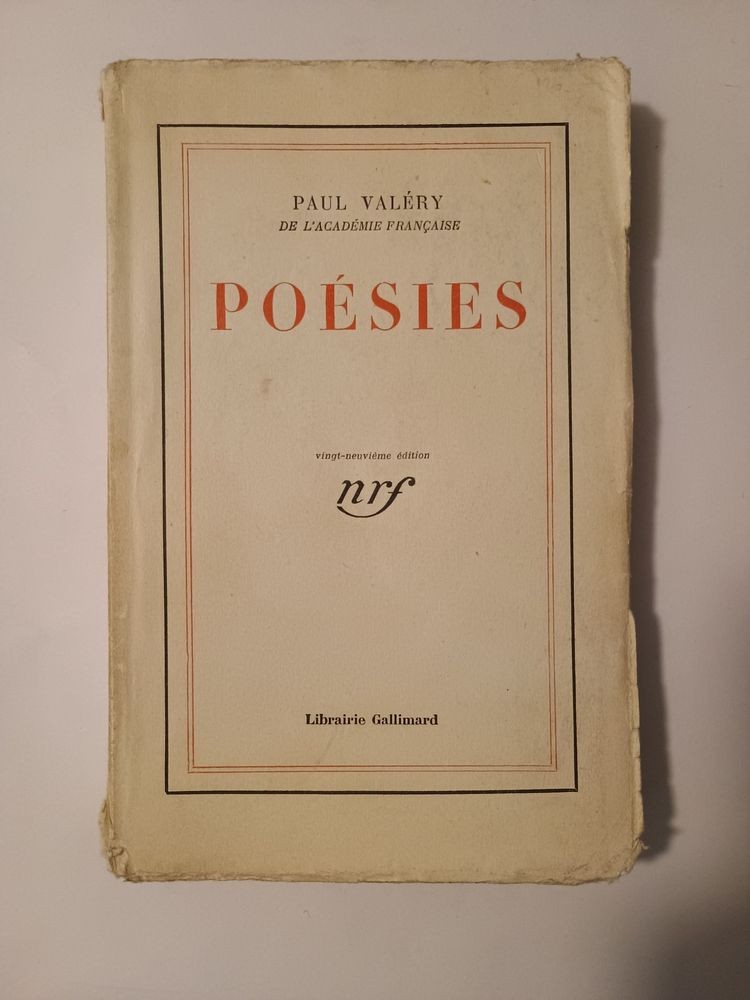 PAUL VALÉRY
DE L'ACADÉMIE FRANÇAISE
POÉSIES
vingt-neuvième édition
nrf
Librairie Gallimard